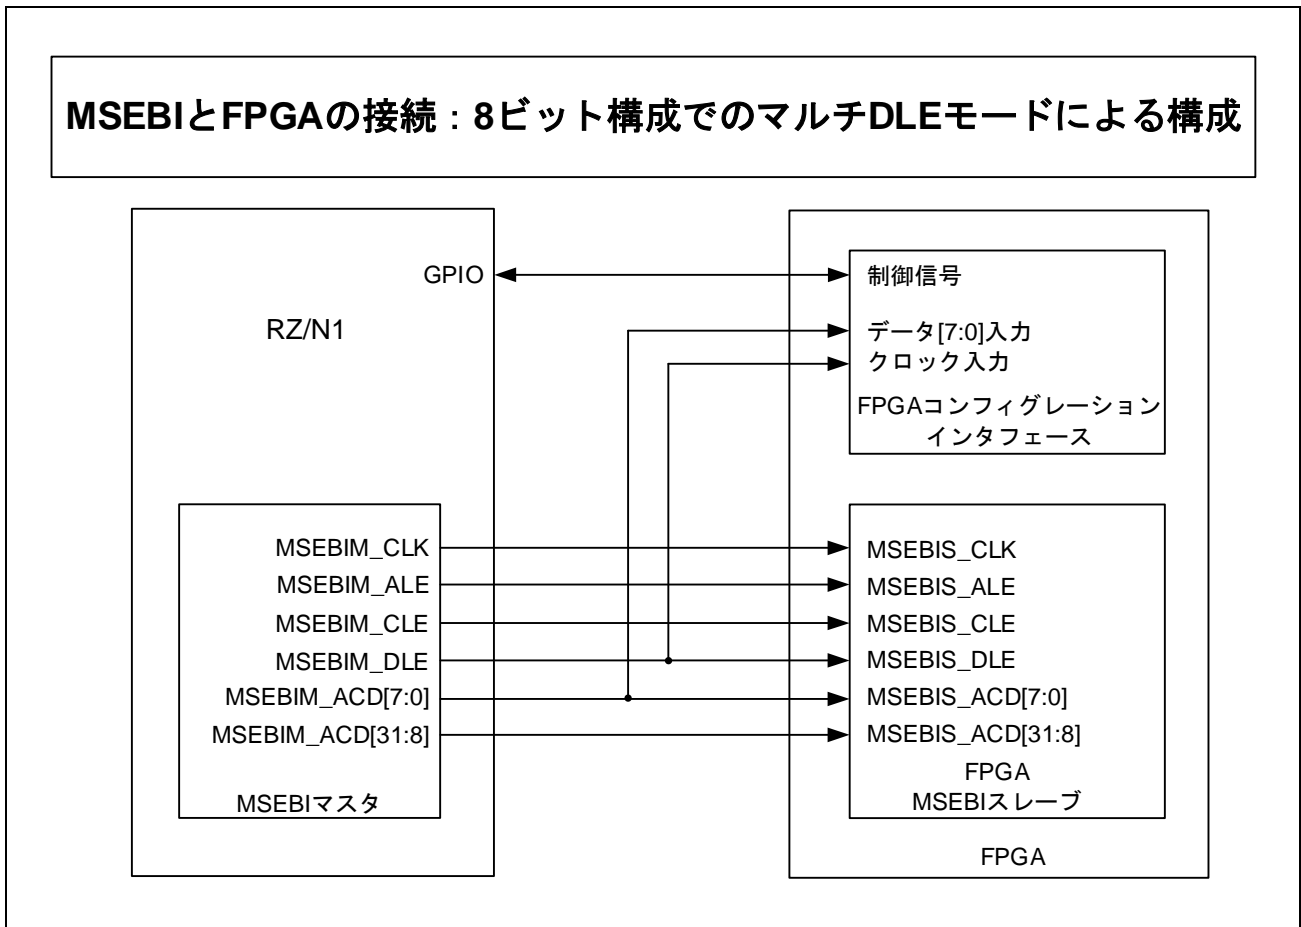 MSEBIとFPGAの接続：8ビット構成でのマルチDLEモードによる構成
GPIO
RZ/N1
制御信号
データ[7:0]入力
クロック入力
FPGAコンフィグレーション
インタフェース
MSEBIM_CLK
MSEBIM_ALE
MSEBIM_CLE
MSEBIM_DLE
MSEBIM_ACD[7:0]
MSEBIM_ACD[31:8]
MSEBIマスタ
MSEBIS_CLK
MSEBIS_ALE
MSEBIS_CLE
MSEBIS_DLE
MSEBIS_ACD[7:0]
MSEBIS_ACD[31:8]
FPGA
MSEBIスレーブ
FPGA